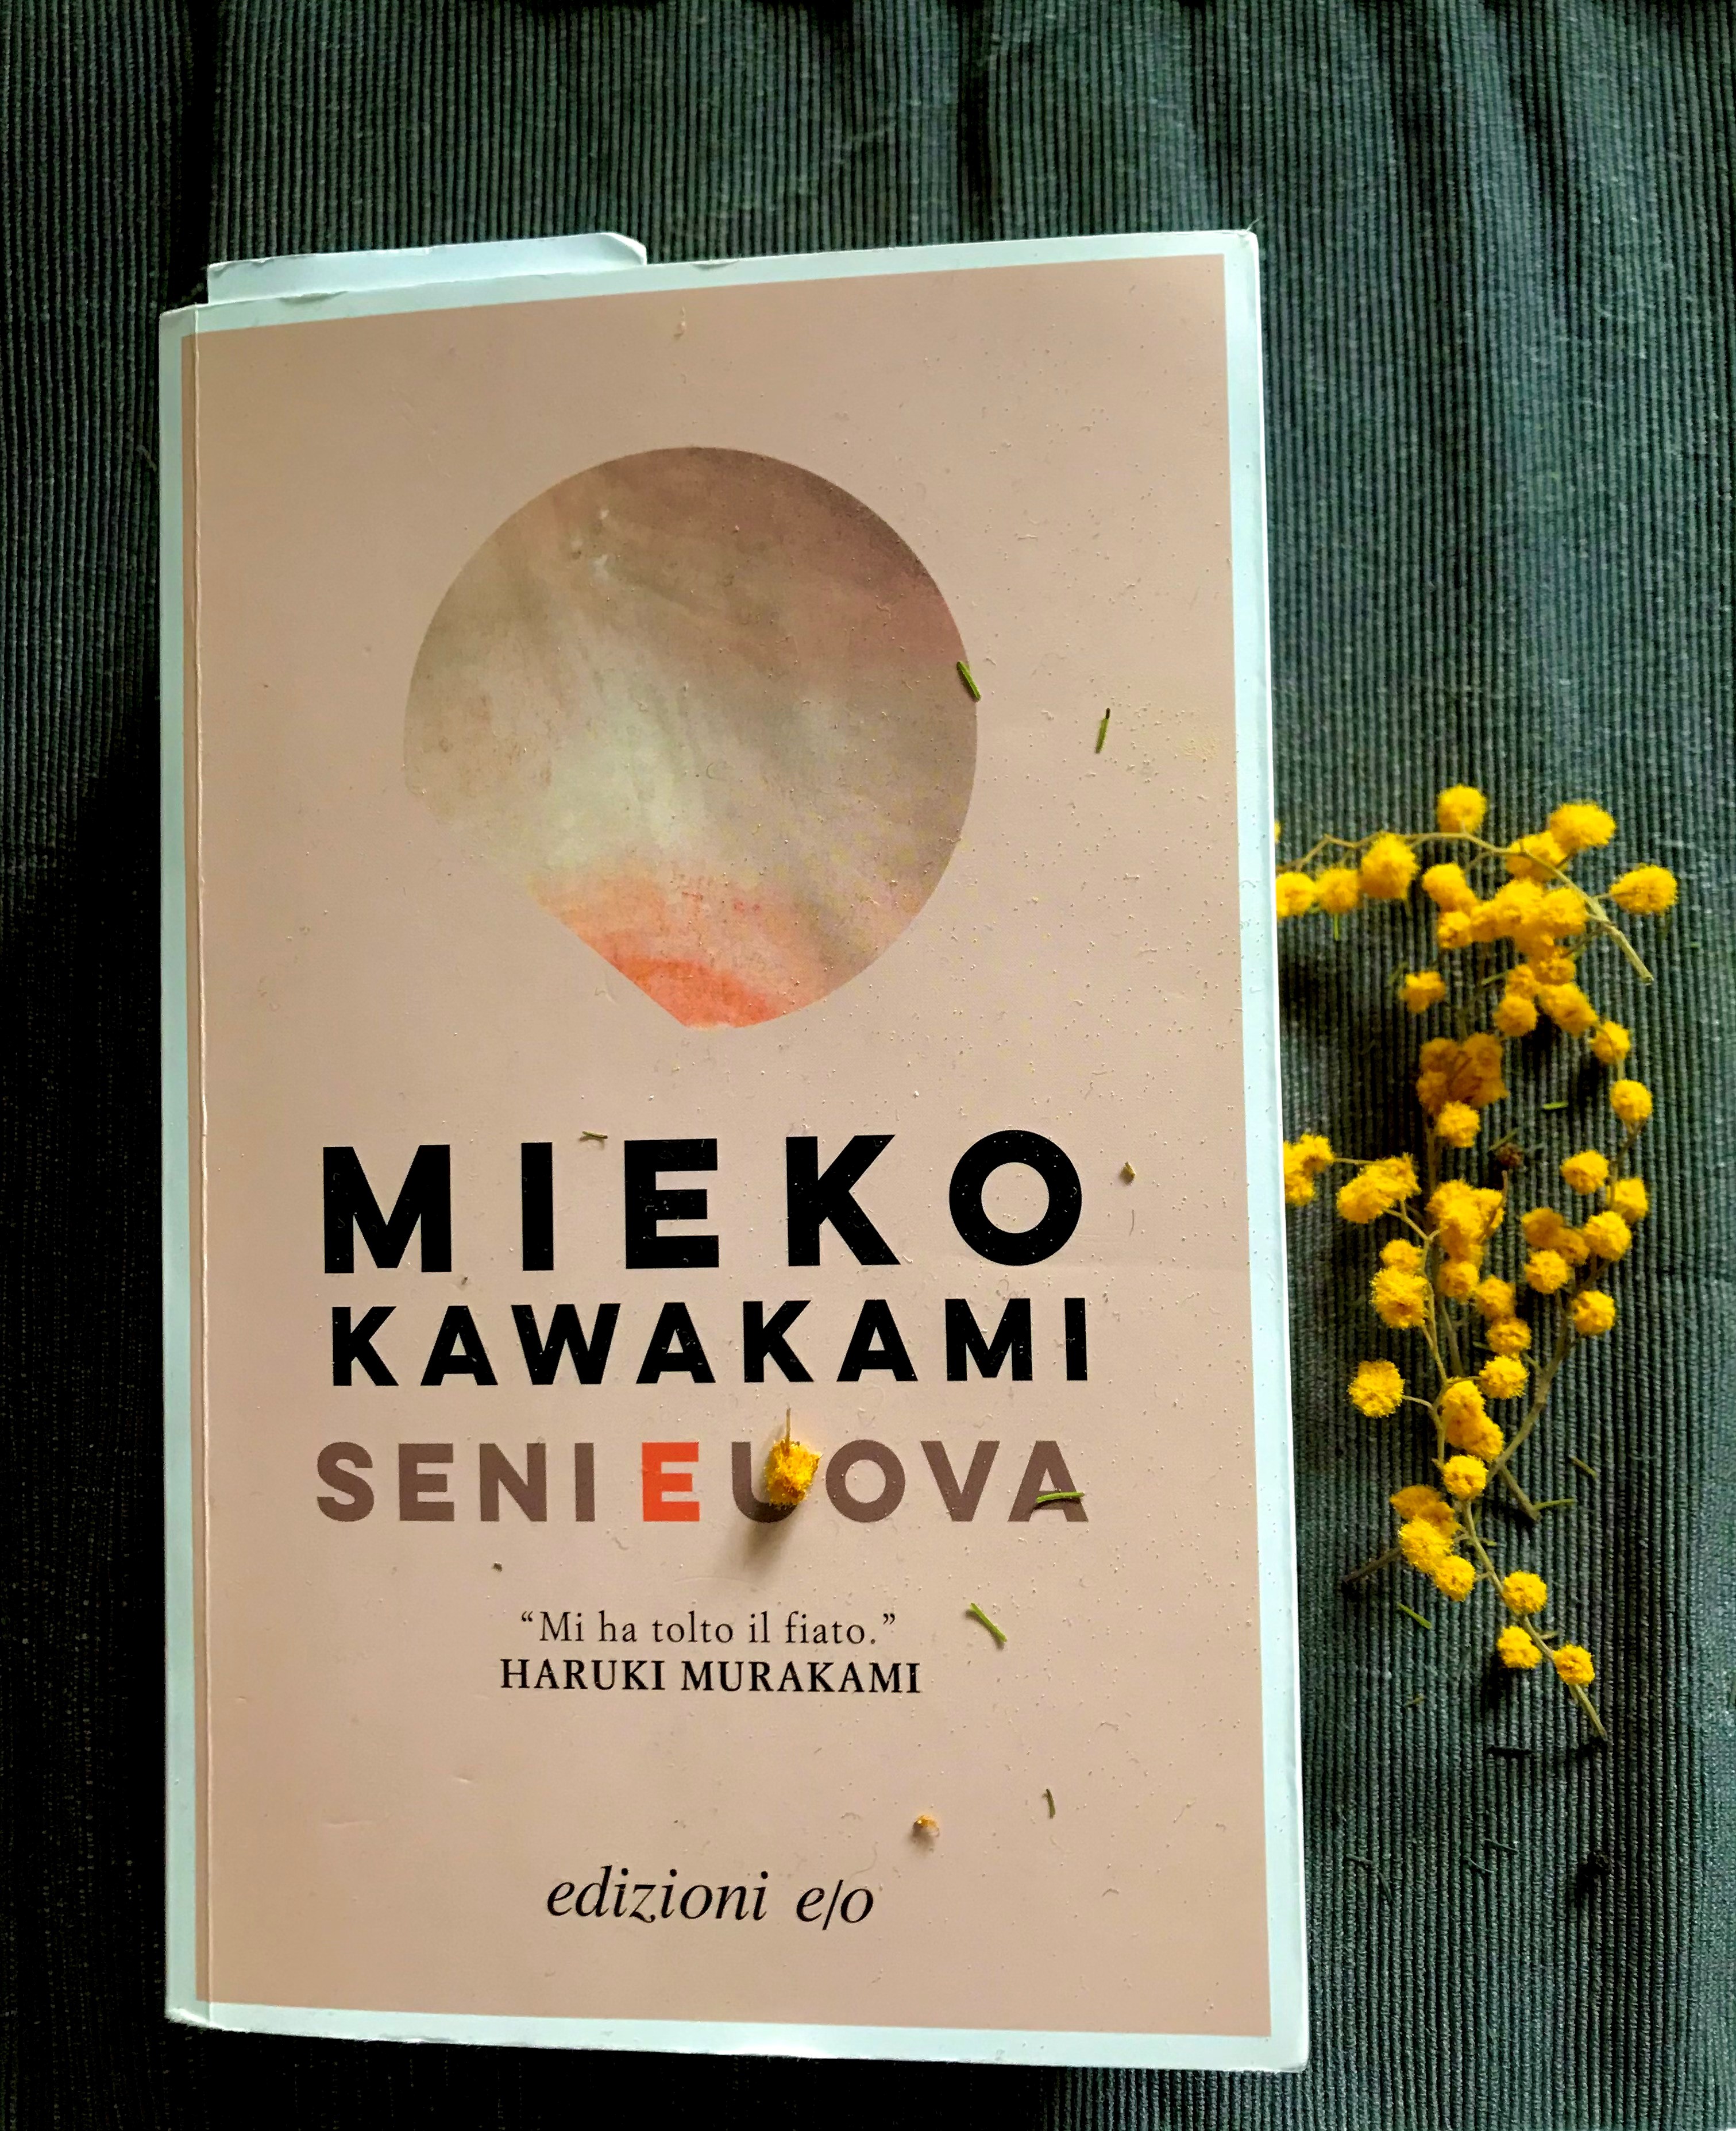 MIEKO
KAWAKAMI
SENI E UOVA
“Mi ha tolto il fiato.”
HARUKI MURAKAMI
edizioni e/o